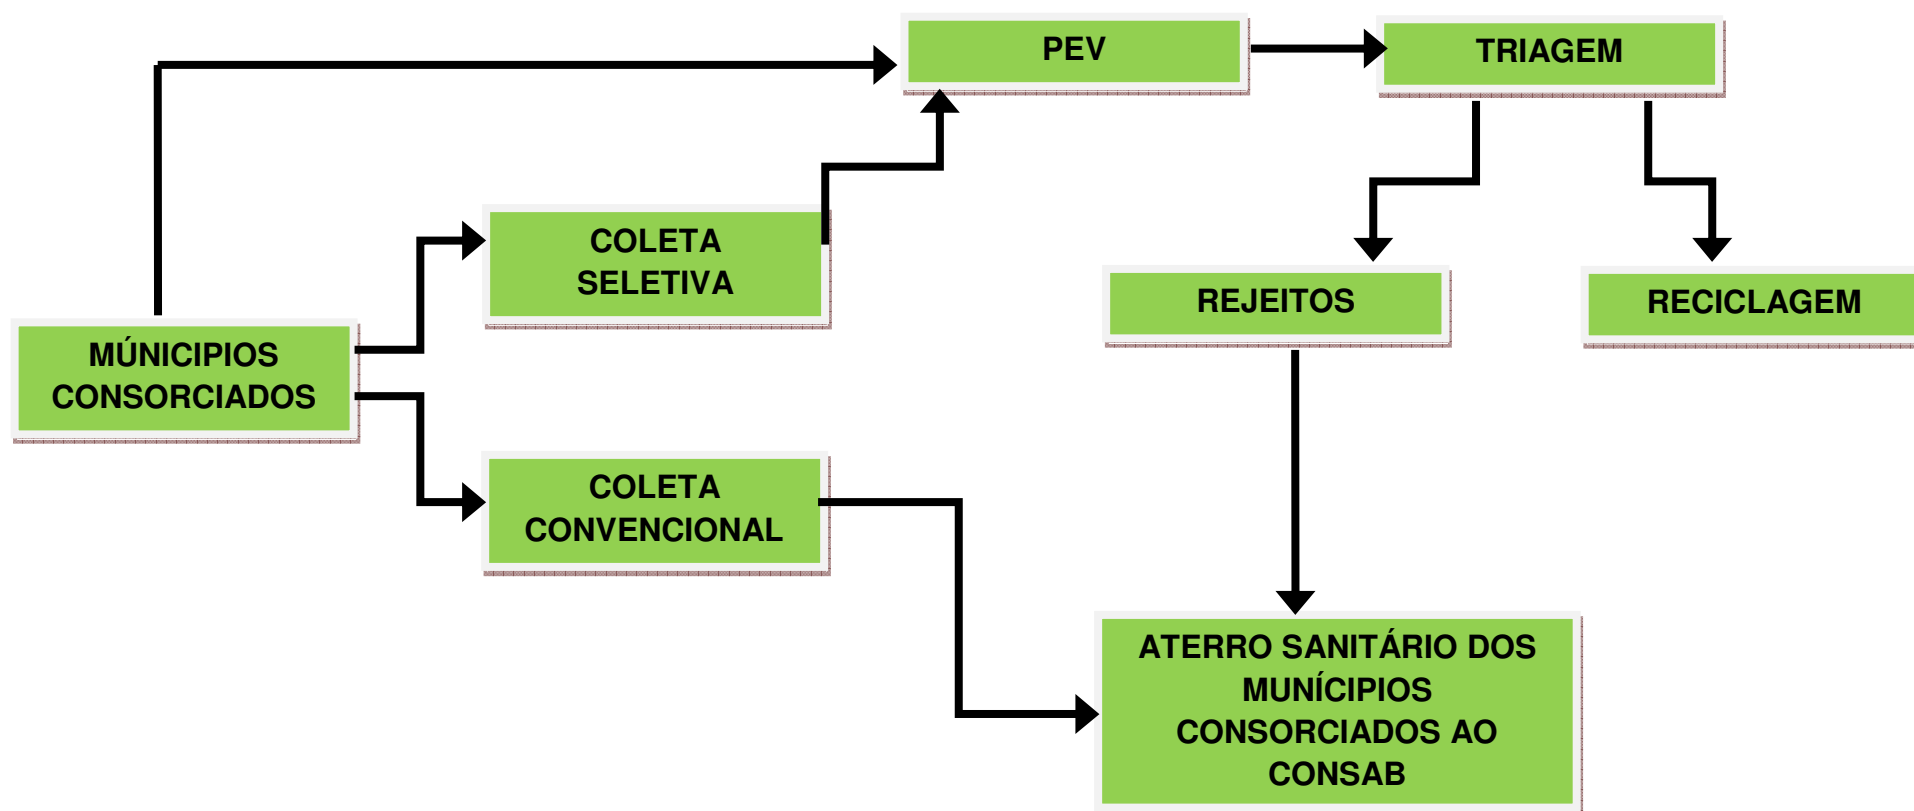 PEV
TRIAGEM
COLETA
SELETIVA
REJEITOS
RECICLAGEM
MÚNICIPIOS
CONSORCIADOS
COLETA
CONVENCIONAL
ATERRO SANITÁRIO DOS
MUNÍCIPIOS
CONSORCIADOS AO
CONSAB